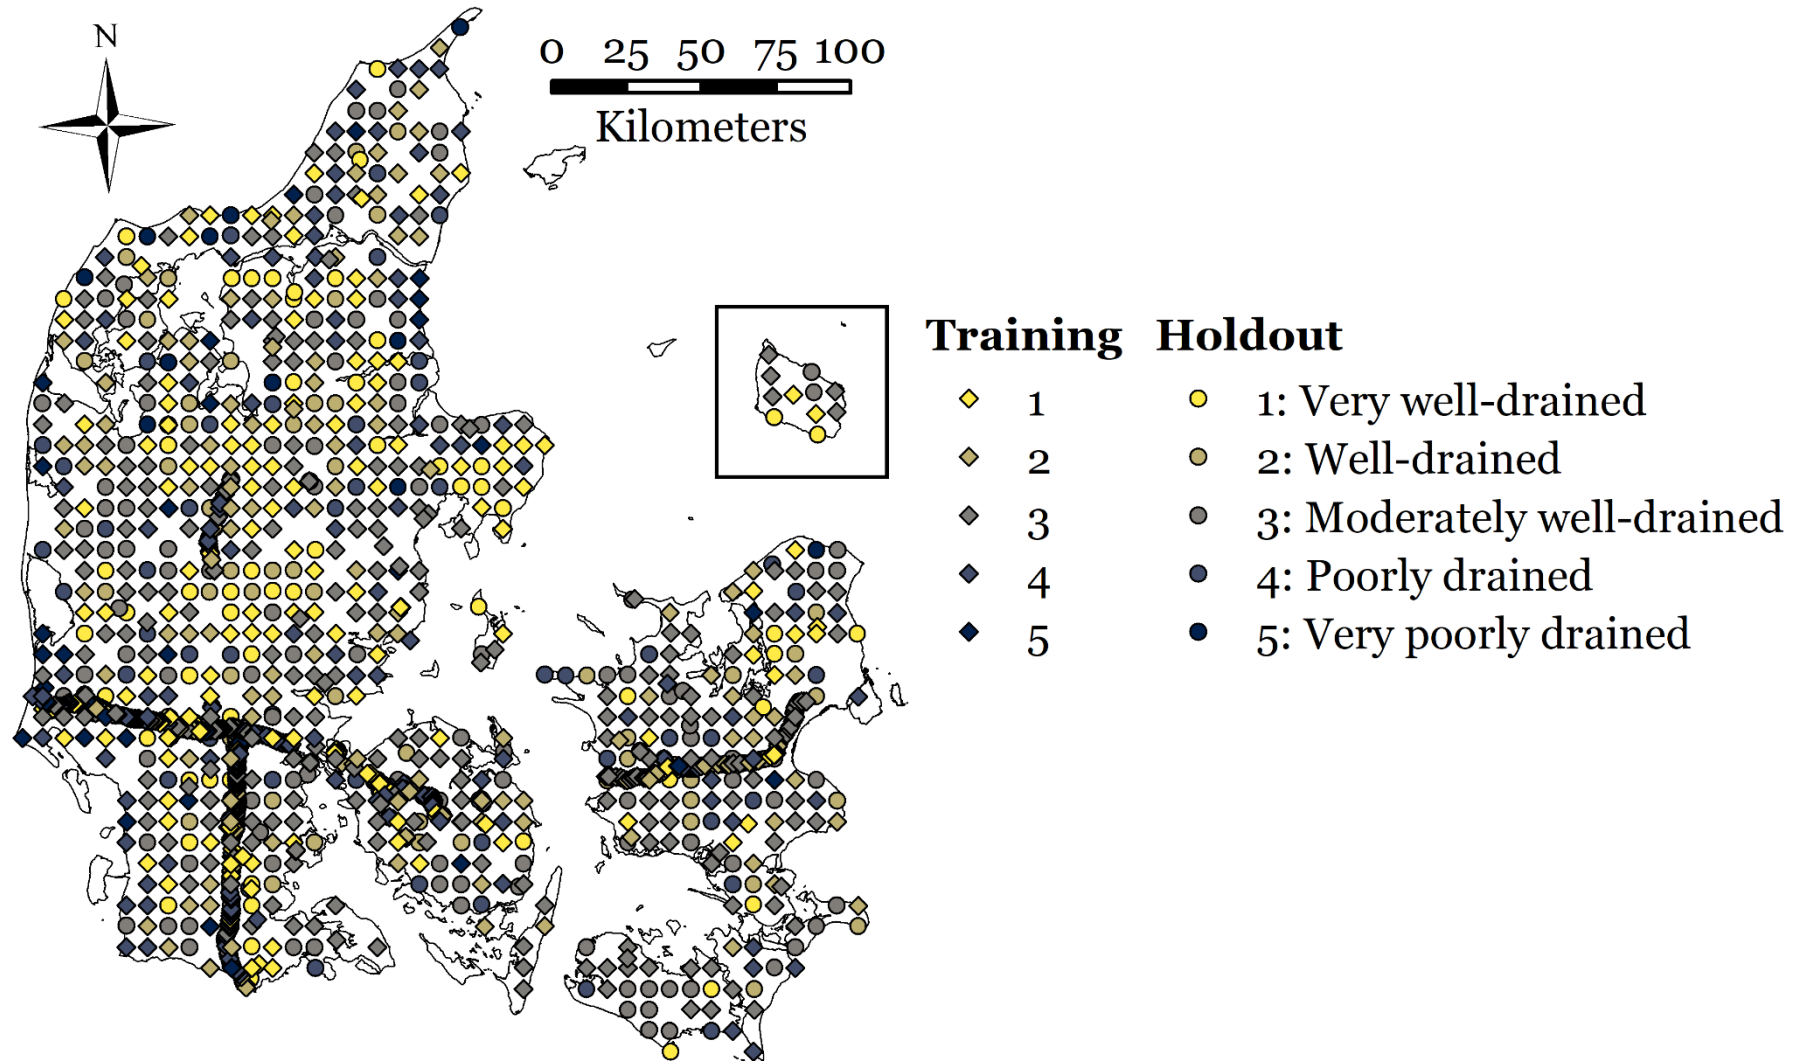 N
0 25 50 75 100
Kilometers
Training Holdout
1 1: Very well-drained
2 2: Well-drained
3 3: Moderately well-drained
4 4: Poorly drained
5 5: Very poorly drained